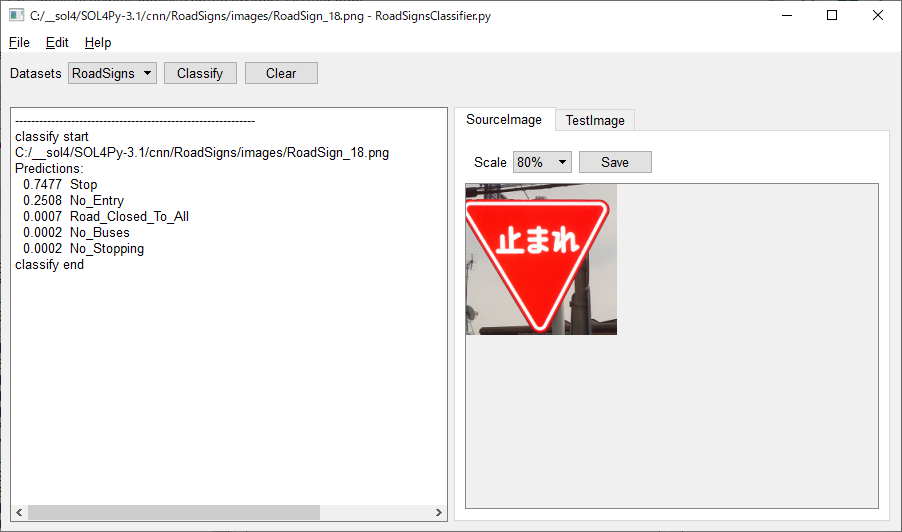 C:/__sol4/SOL4Py-3.1/cnn/RoadSigns/images/RoadSign_18.png - RoadSignsClassifier.py
File Edit Help
Datasets RoadSigns Classify Clear
------------------------------------------------------------
classify start
C:/__sol4/SOL4Py-3.1/cnn/RoadSigns/images/RoadSign_18.png
Predictions:
0.7477 Stop
0.2508 No_Entry
0.0007 Road_Closed_To_All
0.0002 No_Buses
0.0002 No_Stopping
classify end
SourceImage TestImage
Scale 80% Save
止まれ